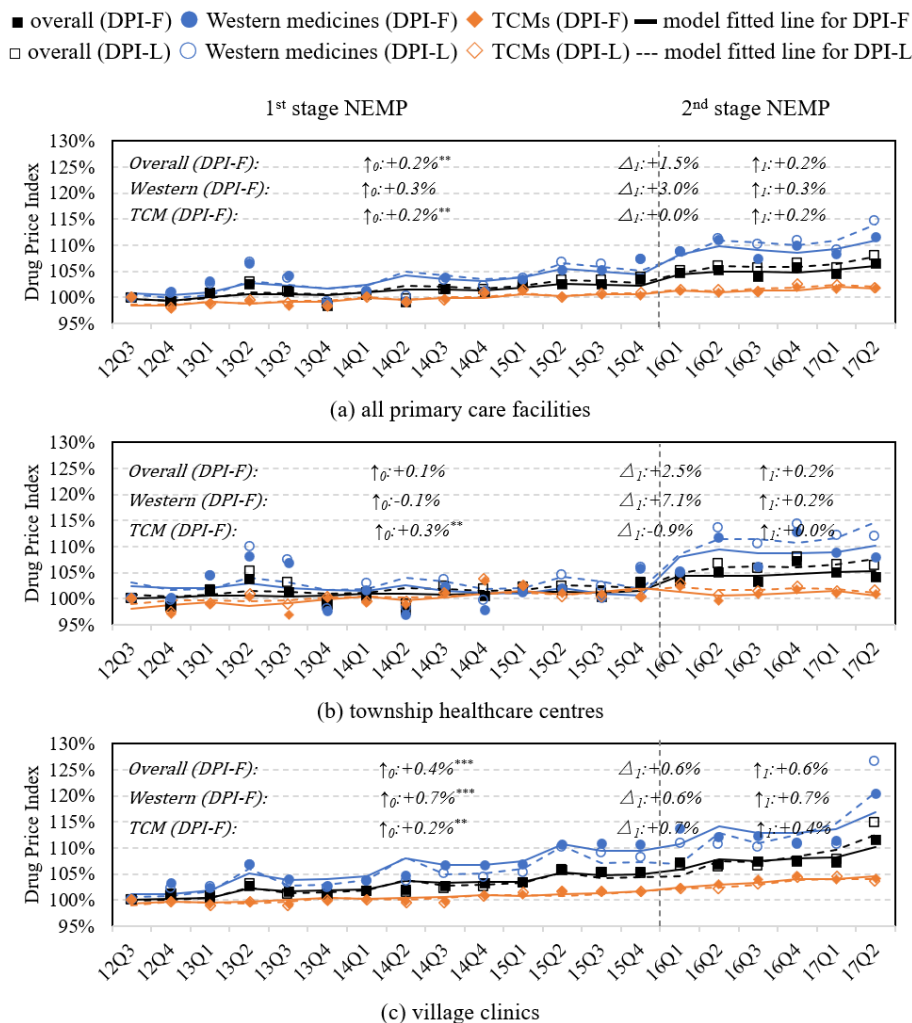 ■ overall (DPI-F) ● Western medicines (DPI-F) ◆ TCMs (DPI-F) — model fitted line for DPI-F
□ overall (DPI-L) ○ Western medicines (DPI-L) ◇ TCMs (DPI-L) --- model fitted line for DPI-L
1st stage NEMP 2nd stage NEMP
Drug Price Index
130%
125%
120%
115%
110%
105%
100%
95%
Overall (DPI-F): ↑0:+0.2%** △1:+1.5% ↑1:+0.2%
Western (DPI-F): ↑0:+0.3% △1:+3.0% ↑1:+0.3%
TCM (DPI-F): ↑0:+0.2%** △1:+0.0% ↑1:+0.2%
12Q3 12Q4 13Q1 13Q2 13Q3 13Q4 14Q1 14Q2 14Q3 14Q4 15Q1 15Q2 15Q3 15Q4 16Q1 16Q2 16Q3 16Q4 17Q1 17Q2
(a) all primary care facilities
Drug Price Index
130%
125%
120%
115%
110%
105%
100%
95%
Overall (DPI-F): ↑0:+0.1% △1:+2.5% ↑1:+0.2%
Western (DPI-F): ↑0:-0.1% △1:+7.1% ↑1:+0.2%
TCM (DPI-F): ↑0:+0.3%** △1:-0.9% ↑1:+0.0%
12Q3 12Q4 13Q1 13Q2 13Q3 13Q4 14Q1 14Q2 14Q3 14Q4 15Q1 15Q2 15Q3 15Q4 16Q1 16Q2 16Q3 16Q4 17Q1 17Q2
(b) township healthcare centres
Drug Price Index
130%
125%
120%
115%
110%
105%
100%
95%
Overall (DPI-F): ↑0:+0.4%*** △1:+0.6% ↑1:+0.6%
Western (DPI-F): ↑0:+0.7%*** △1:+0.6% ↑1:+0.7%
TCM (DPI-F): ↑0:+0.2%** △1:+0.7% ↑1:+0.4%
12Q3 12Q4 13Q1 13Q2 13Q3 13Q4 14Q1 14Q2 14Q3 14Q4 15Q1 15Q2 15Q3 15Q4 16Q1 16Q2 16Q3 16Q4 17Q1 17Q2
(c) village clinics